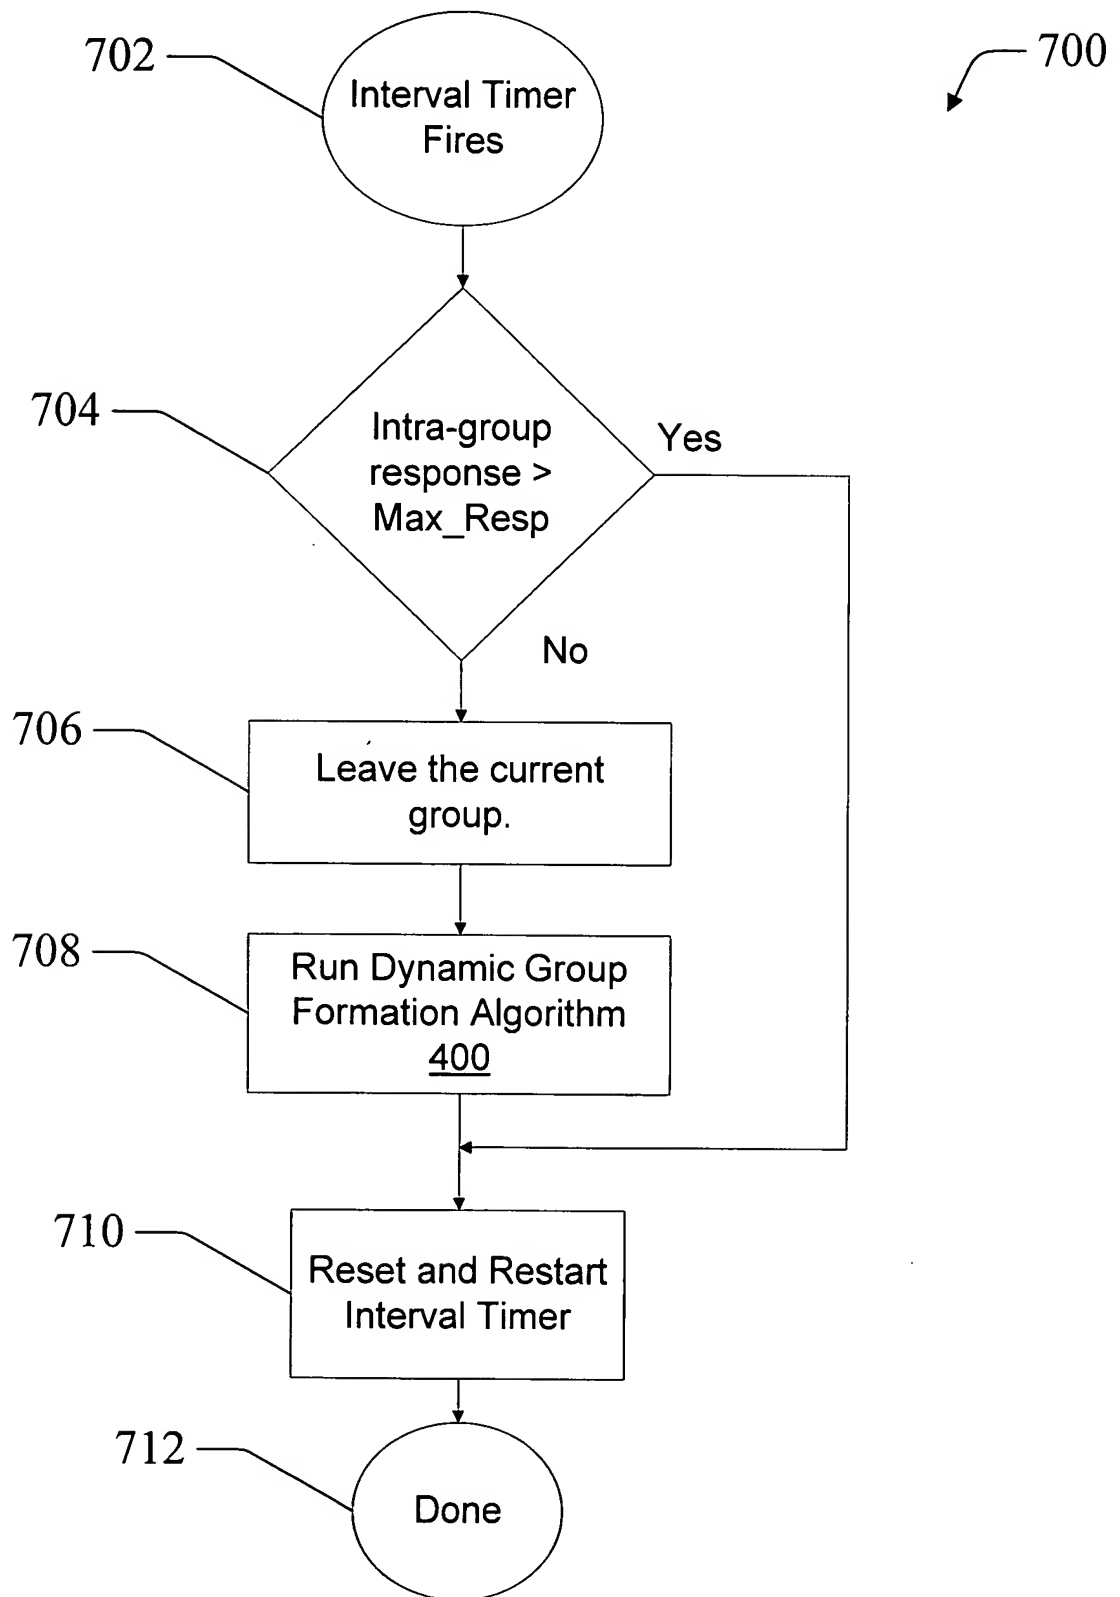 702
Interval Timer
Fires
700
704
Intra-group
response >
Max_Resp
Yes
No
706
Leave the current
group.
708
Run Dynamic Group
Formation Algorithm
400
710
Reset and Restart
Interval Timer
712
Done